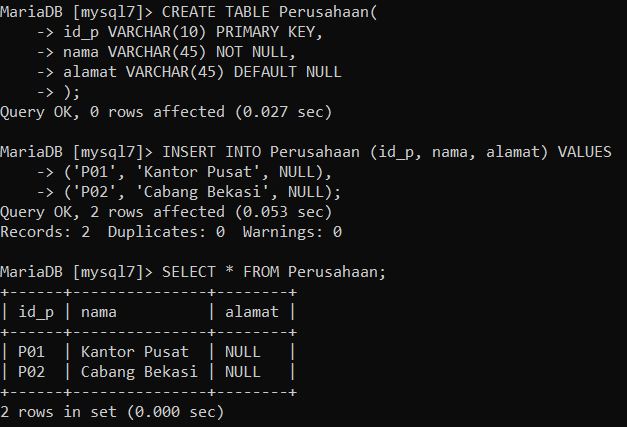 MariaDB [mysql7]> CREATE TABLE Perusahaan(
    -> id_p VARCHAR(10) PRIMARY KEY,
    -> nama VARCHAR(45) NOT NULL,
    -> alamat VARCHAR(45) DEFAULT NULL
    -> );
Query OK, 0 rows affected (0.027 sec)

MariaDB [mysql7]> INSERT INTO Perusahaan (id_p, nama, alamat) VALUES
    -> ('P01', 'Kantor Pusat', NULL),
    -> ('P02', 'Cabang Bekasi', NULL);
Query OK, 2 rows affected (0.053 sec)
Records: 2  Duplicates: 0  Warnings: 0

MariaDB [mysql7]> SELECT * FROM Perusahaan;
+------+---------------+--------+
| id_p | nama          | alamat |
+------+---------------+--------+
| P01  | Kantor Pusat  | NULL   |
| P02  | Cabang Bekasi | NULL   |
+------+---------------+--------+
2 rows in set (0.000 sec)